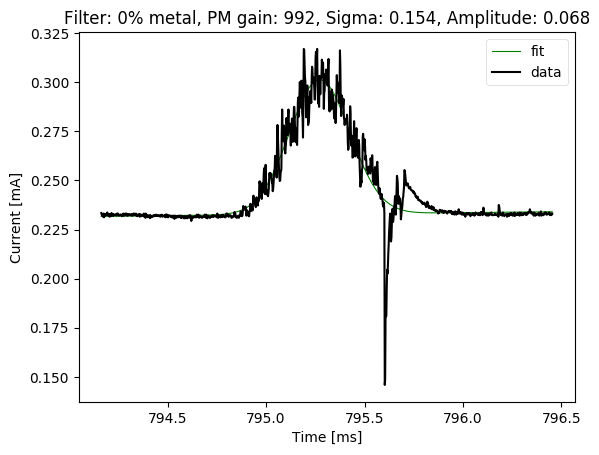 Filter: 0% metal, PM gain: 992, Sigma: 0.154, Amplitude: 0.068
0.325
0.300
0.275
0.250
0.225
0.200
0.175
0.150
Current [mA]
fit
data
794.5
795.0
795.5
796.0
796.5
Time [ms]